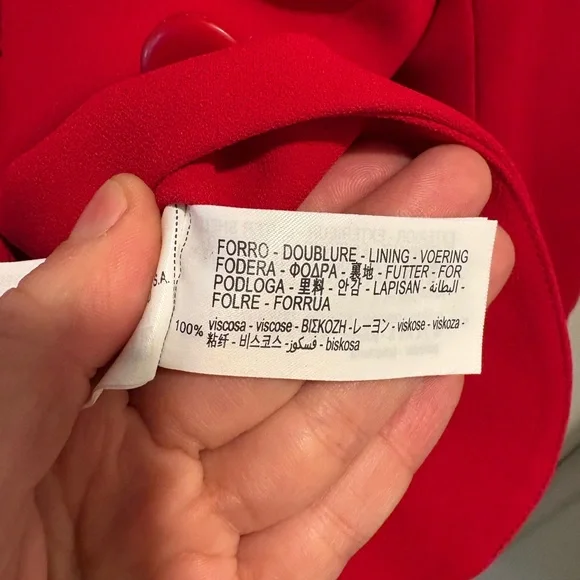 FORRO - DOUBLURE - LINING - VOERING
FODERA - ΦΟΔΡΑ - 裏地 - FUTTER - FOR
PODLOGA - 里料 - 안감 - LAPISAN - البطانة -
FOLRE - FORRUA
100% viscosa - viscose - ΒΙΣΚΟΖΗ -レーヨン - viskose - viskoza -
粘纤 - 비스코스 - فسكوز - biskosa
S.A.